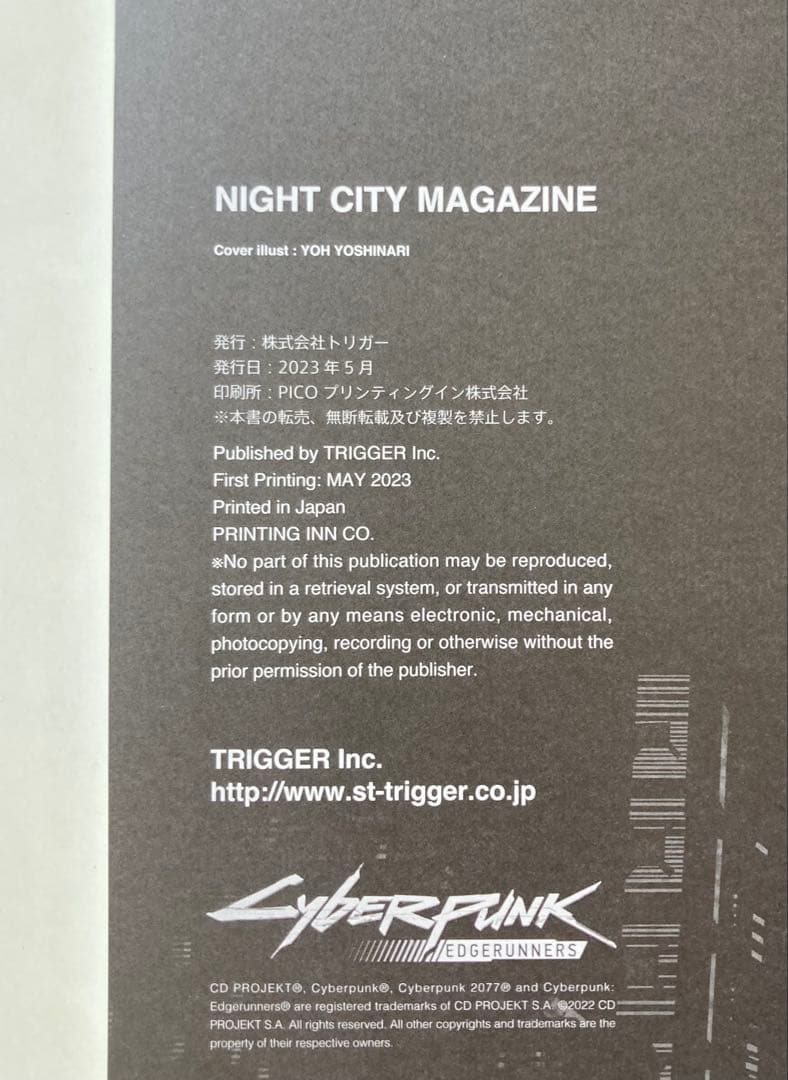 NIGHT CITY MAGAZINE
Cover illust : YOH YOSHINARI
発行：株式会社トリガー
発行日：2023 年 5 月
印刷所：PICO プリンティングイン株式会社
※本書の転売、無断転載及び複製を禁止します。
Published by TRIGGER Inc.
First Printing: MAY 2023
Printed in Japan
PRINTING INN CO.
※No part of this publication may be reproduced,
stored in a retrieval system, or transmitted in any
form or by any means electronic, mechanical,
photocopying, recording or otherwise without the
prior permission of the publisher.
TRIGGER Inc.
http://www.st-trigger.co.jp
CYBERPUNK
EDGERUNNERS
CD PROJEKT®, Cyberpunk®, Cyberpunk 2077® and Cyberpunk:
Edgerunners® are registered trademarks of CD PROJEKT S.A. ©2022 CD
PROJEKT S.A. All rights reserved. All other copyrights and trademarks are the
property of their respective owners.